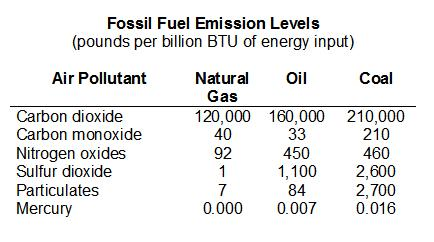 Fossil Fuel Emission Levels
(pounds per billion BTU of energy input)
Air Pollutant Natural Gas Oil Coal
Carbon dioxide 120,000 160,000 210,000
Carbon monoxide 40 33 210
Nitrogen oxides 92 450 460
Sulfur dioxide 1 1,100 2,600
Particulates 7 84 2,700
Mercury 0.000 0.007 0.016